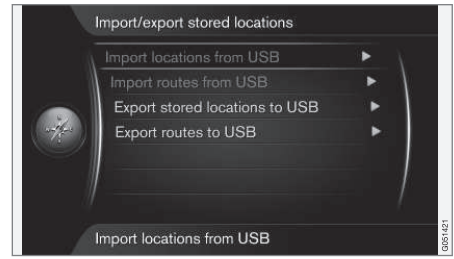 Import/export stored locations
Import locations from USB
Import routes from USB
Export stored locations to USB
Export routes to USB
Import locations from USB
G051421